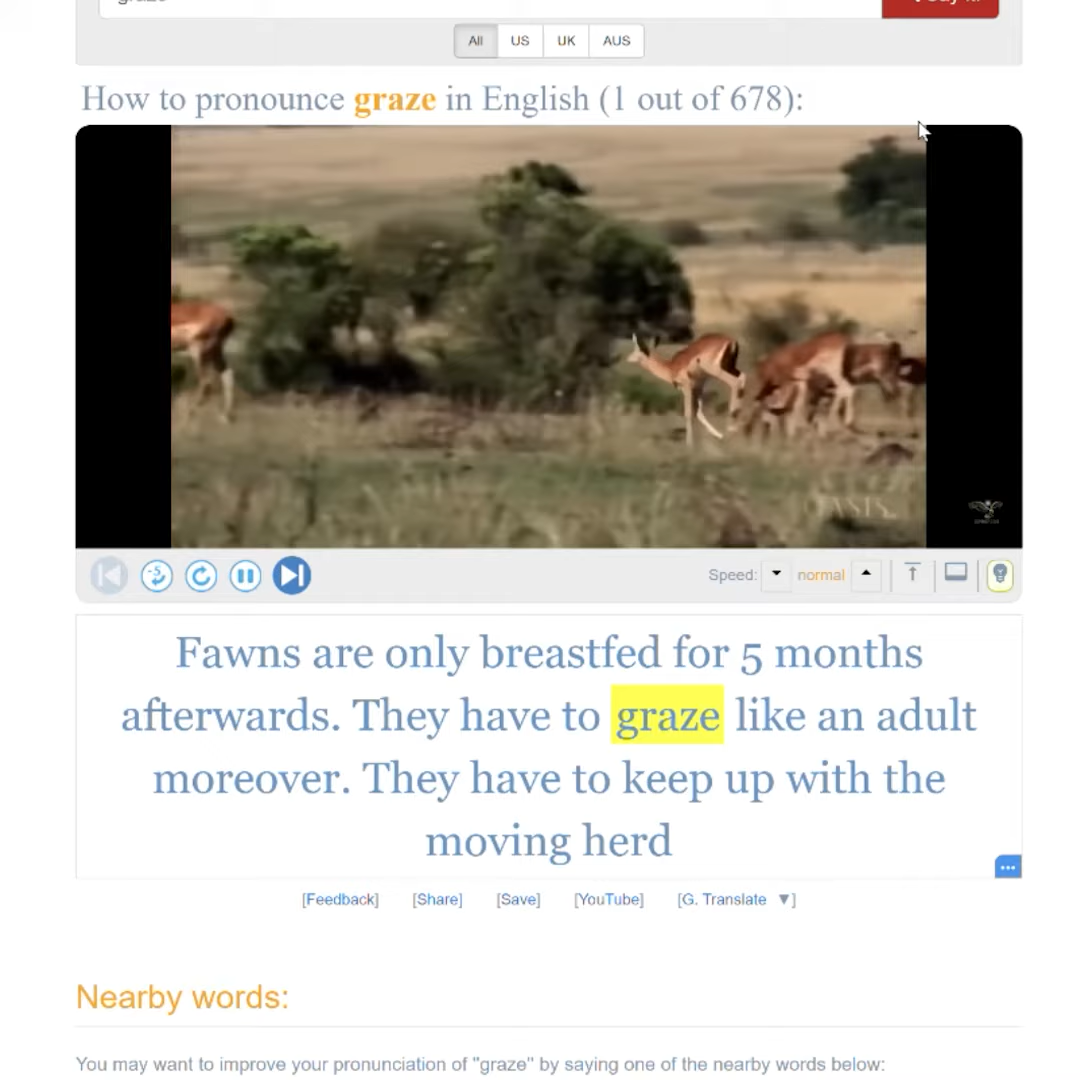 All US UK AUS
How to pronounce graze in English (1 out of 678):
-5 Speed: normal
Fawns are only breastfed for 5 months
afterwards. They have to graze like an adult
moreover. They have to keep up with the
moving herd
[Feedback] [Share] [Save] [YouTube] [G. Translate ▼]
Nearby words:
You may want to improve your pronunciation of "graze" by saying one of the nearby words below: